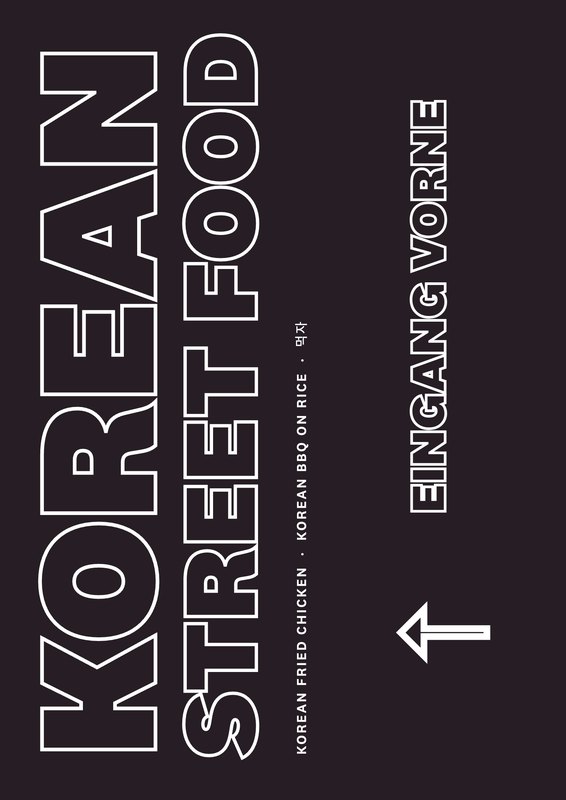 KOREAN
STREET FOOD
KOREAN FRIED CHICKEN · KOREAN BBQ ON RICE · 먹자
EINGANG VORNE